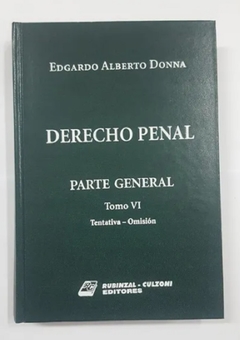 EDGARDO ALBERTO DONNA
DERECHO PENAL
PARTE GENERAL
Tomo VI
Tentativa – Omisión
RUBINZAL - CULZONI
EDITORES